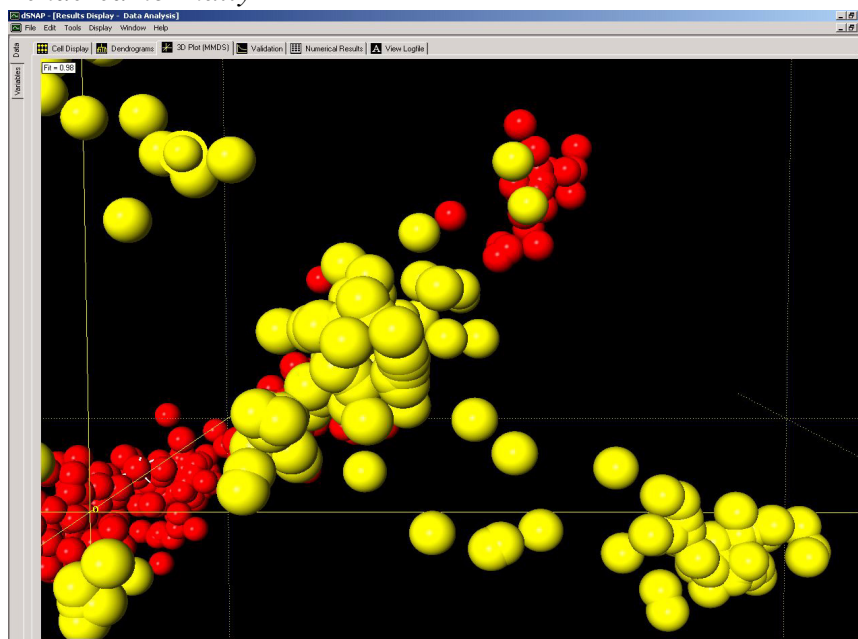 dSNAP - [Results Display - Data Analysis]
File Edit Tools Display Window Help
Cell Display Dendrograms 3D Plot (MMDS) Validation Numerical Results A View Logfile
Data
Variables
Fit = 0.98
0